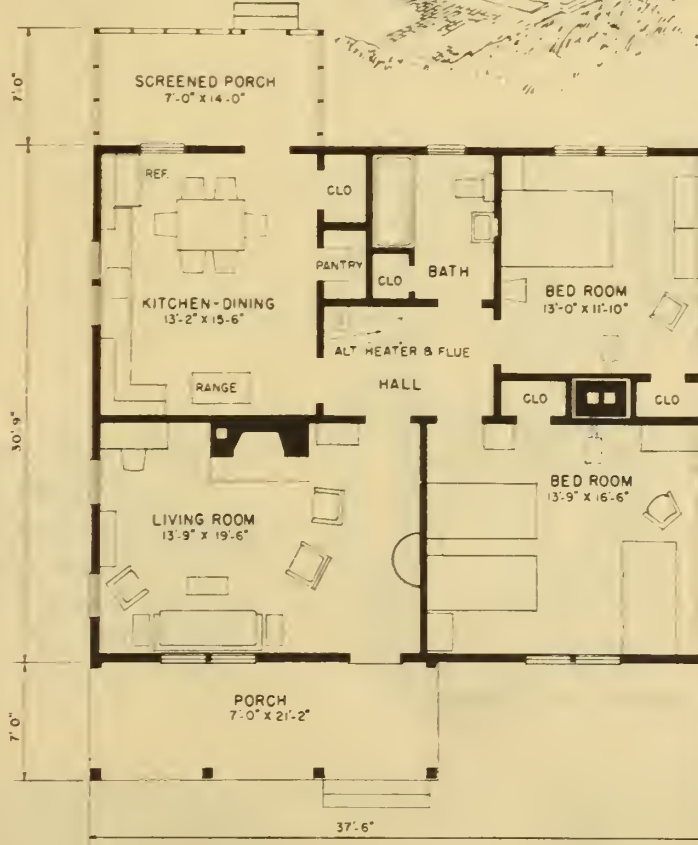 SCREENED PORCH
7'-0" X 14'-0"
7'-0"
REF.
CLO
PANTRY
CLO
BATH
BED ROOM
13'-0" X 11'-10"
KITCHEN-DINING
13'-2" X 15'-6"
ALT HEATER & FLUE
HALL
RANGE
CLO
CLO
30'-9"
LIVING ROOM
13'-9" X 19'-6"
BED ROOM
13'-9" X 16'-6"
PORCH
7'-0" X 21'-2"
7'-0"
37'-6"